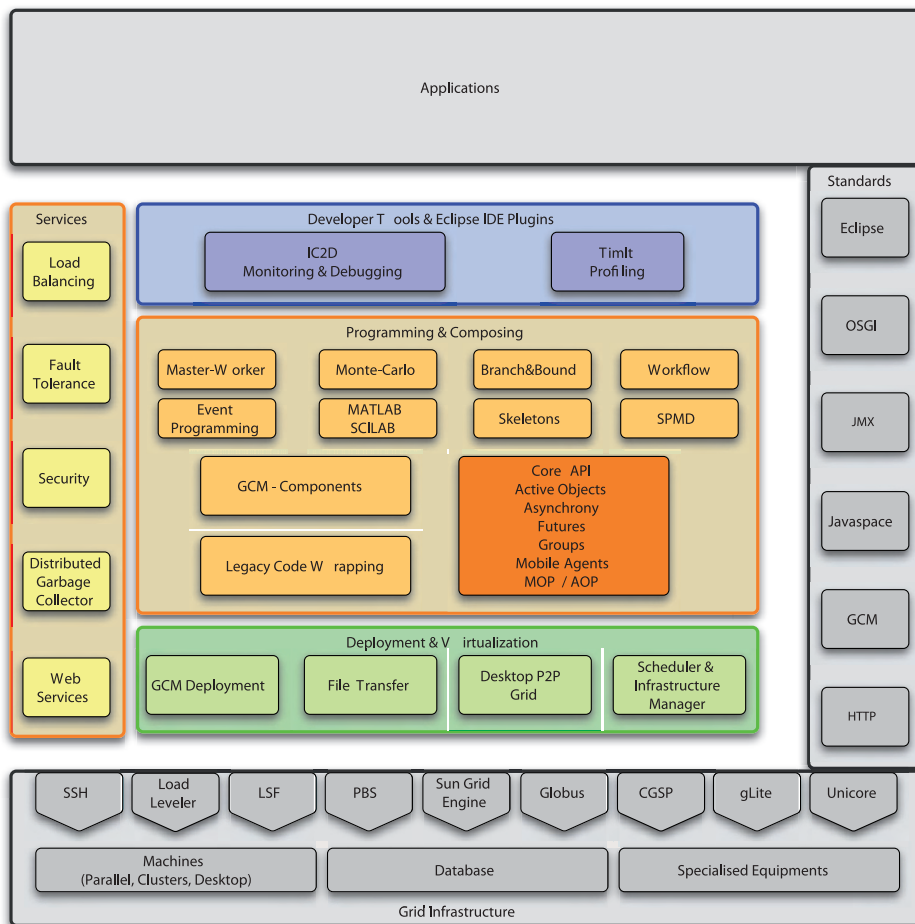 Applications
Standards
Eclipse
OSGI
JMX
Javaspace
GCM
HTTP
Services
Load
Balancing
Fault
Tolerance
Security
Distributed
Garbage
Collector
Web
Services
Developer T ools & Eclipse IDE Plugins
IC2D
Monitoring & Debugging
TimIt
Profiling
Programming & Composing
Master-W orker
Monte-Carlo
Branch&Bound
Workflow
Event
Programming
MATLAB
SCILAB
Skeletons
SPMD
GCM - Components
Legacy Code W rapping
Core API
Active Objects
Asynchrony
Futures
Groups
Mobile Agents
MOP / AOP
Deployment & V irtualization
GCM Deployment
File Transfer
Desktop P2P
Grid
Scheduler &
Infrastructure
Manager
SSH
Load
Leveler
LSF
PBS
Sun Grid
Engine
Globus
CGSP
gLite
Unicore
Machines
(Parallel, Clusters, Desktop)
Database
Specialised Equipments
Grid Infrastructure